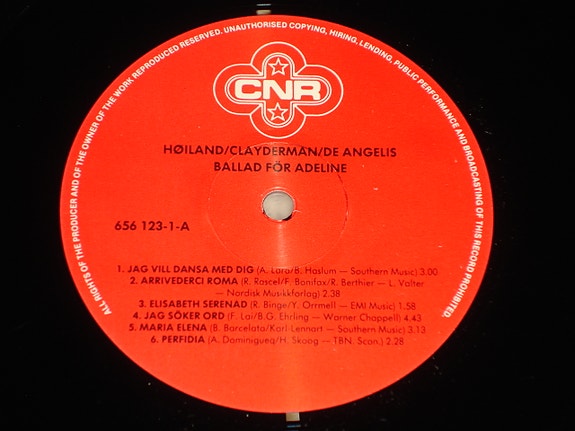 ALL RIGHTS OF THE PRODUCER AND OF THE OWNER OF THE WORK REPRODUCED RESERVED. UNAUTHORISED COPYING, HIRING, LENDING, PUBLIC PERFORMANCE AND BROADCASTING OF THIS RECORD PROHIBITED.
CNR
HØILAND/CLAYDERMAN/DE ANGELIS
BALLAD FÖR ADELINE
656 123-1-A
1. JAG VILL DANSA MED DIG (A. Lara/B. Haslum — Southern Music) 3.00
2. ARRIVEDERCI ROMA (R. Rascel/F. Bonifax/R. Berthier — L. Valter
— Nordisk Musikkforlag) 2.38
3. ELISABETH SERENAD (R. Binge/Y. Orrmell — EMI Music) 1.58
4. JAG SÖKER ORD (F. Lai/B.G. Ehrling — Warner Chappell) 4.43
5. MARIA ELENA (B. Barcelata/Karl-Lennart — Southern Music) 3.13
6. PERFIDIA (A. Dominigueq/H. Skoog — TBN. Scan.) 2.28